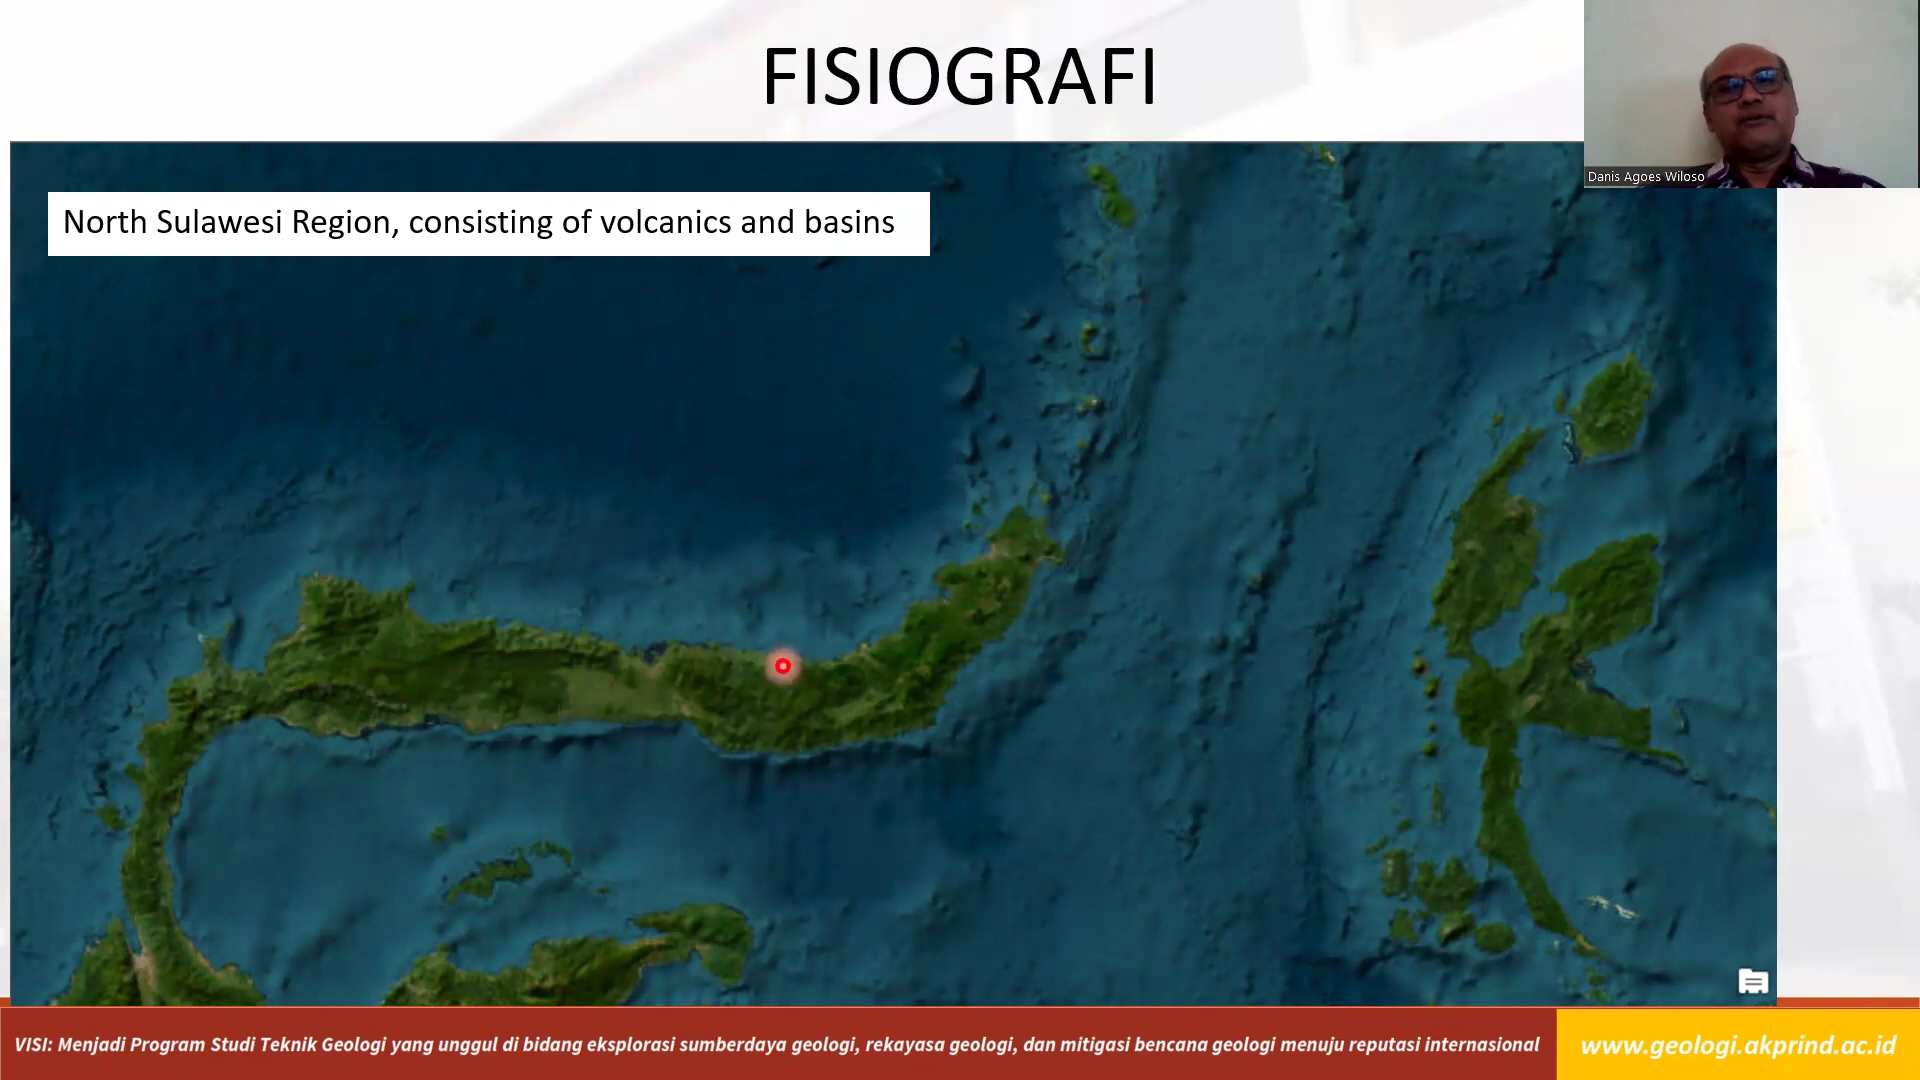 FISIOGRAFI
Danis Agoes Wiloso
North Sulawesi Region, consisting of volcanics and basins
VISI: Menjadi Program Studi Teknik Geologi yang unggul di bidang eksplorasi sumberdaya geologi, rekayasa geologi, dan mitigasi bencana geologi menuju reputasi internasional
www.geologi.akprind.ac.id